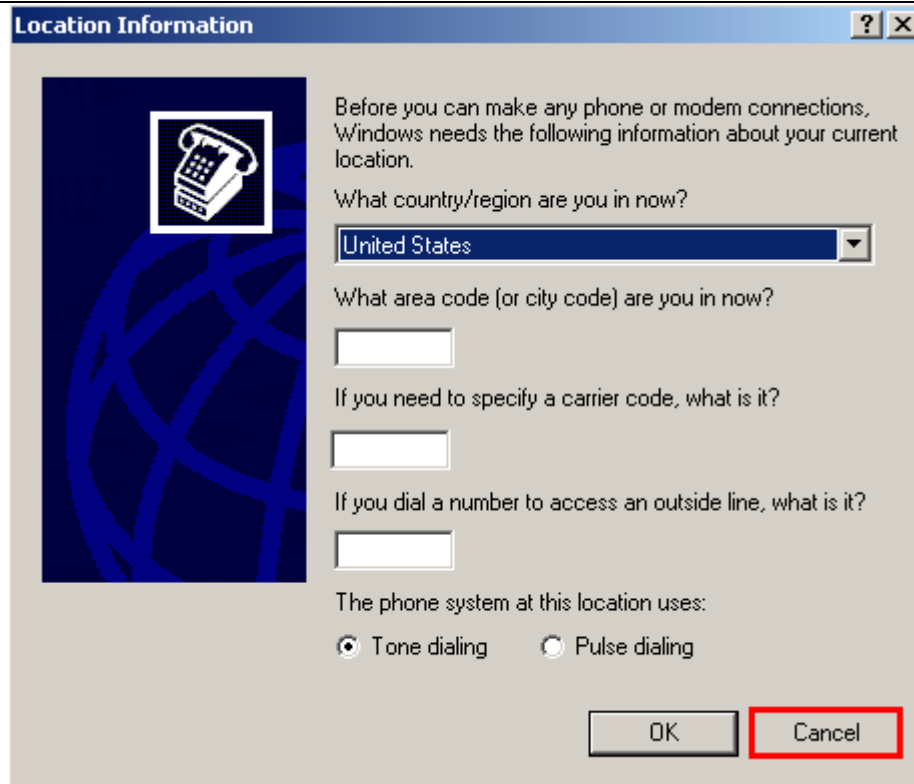 Location Information
Before you can make any phone or modem connections,
Windows needs the following information about your current
location.
What country/region are you in now?
United States
What area code (or city code) are you in now?
If you need to specify a carrier code, what is it?
If you dial a number to access an outside line, what is it?
The phone system at this location uses:
Tone dialing Pulse dialing
OK Cancel